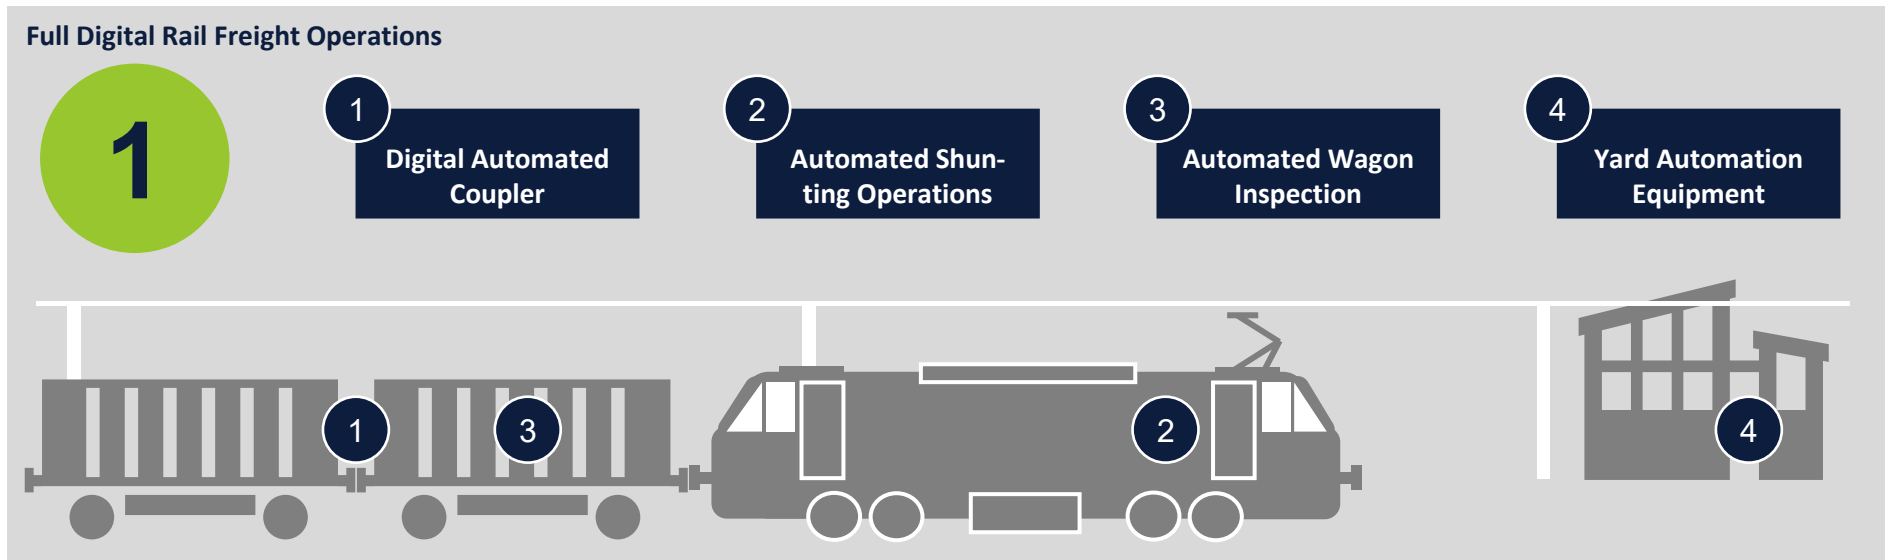 Full Digital Rail Freight Operations
1
1
Digital Automated
Coupler
2
Automated Shun-
ting Operations
3
Automated Wagon
Inspection
4
Yard Automation
Equipment
1
3
2
4